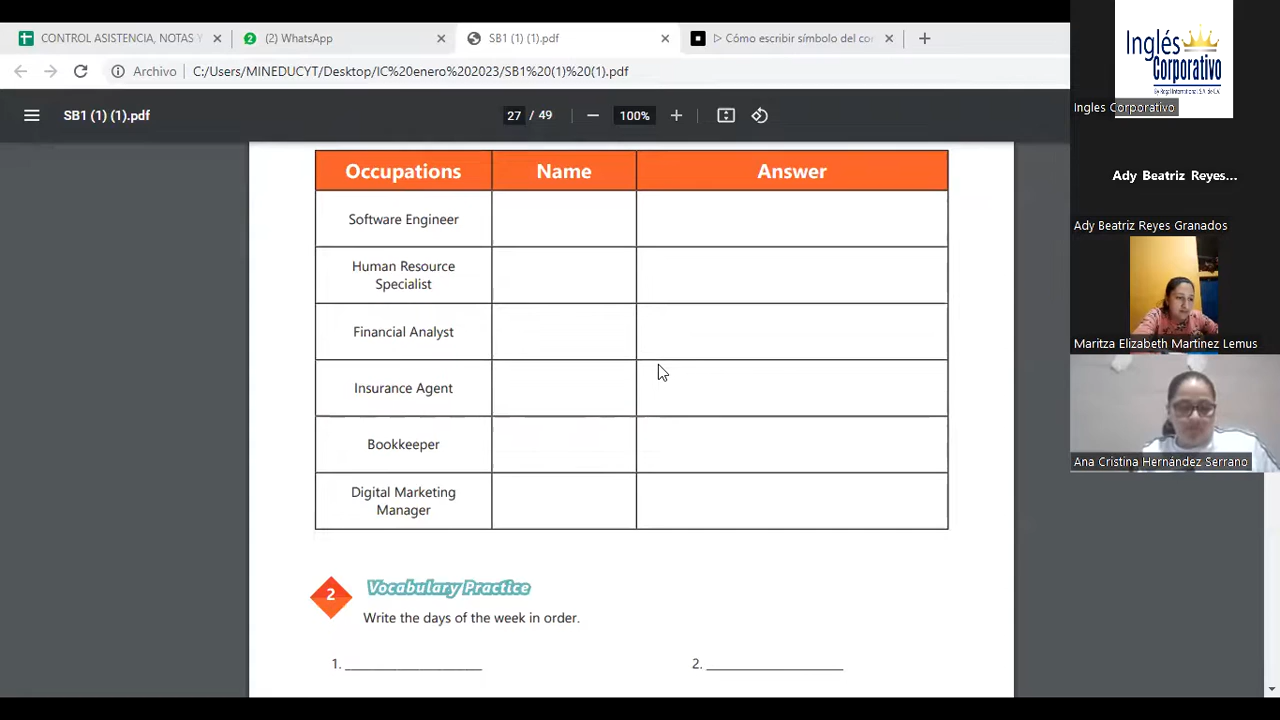 CONTROL ASISTENCIA, NOTAS Y
(2) WhatsApp
SB1 (1) (1).pdf
Cómo escribir símbolo del co
Archivo
C:/Users/MINEDUCYT/Desktop/IC%20enero%202023/SB1%20(1)%20(1).pdf
SB1 (1) (1).pdf
27 / 49
100%
Occupations Name Answer
Software Engineer
Human Resource
Specialist
Financial Analyst
Insurance Agent
Bookkeeper
Digital Marketing
Manager
2 Vocabulary Practice
Write the days of the week in order.
1. ____________________
2. ____________________
Inglés
Corporativo
Ingles Corporativo
Ady Beatriz Reyes...
Ady Beatriz Reyes Granados
Maritza Elizabeth Martinez Lemus
Ana Cristina Hernández Serrano